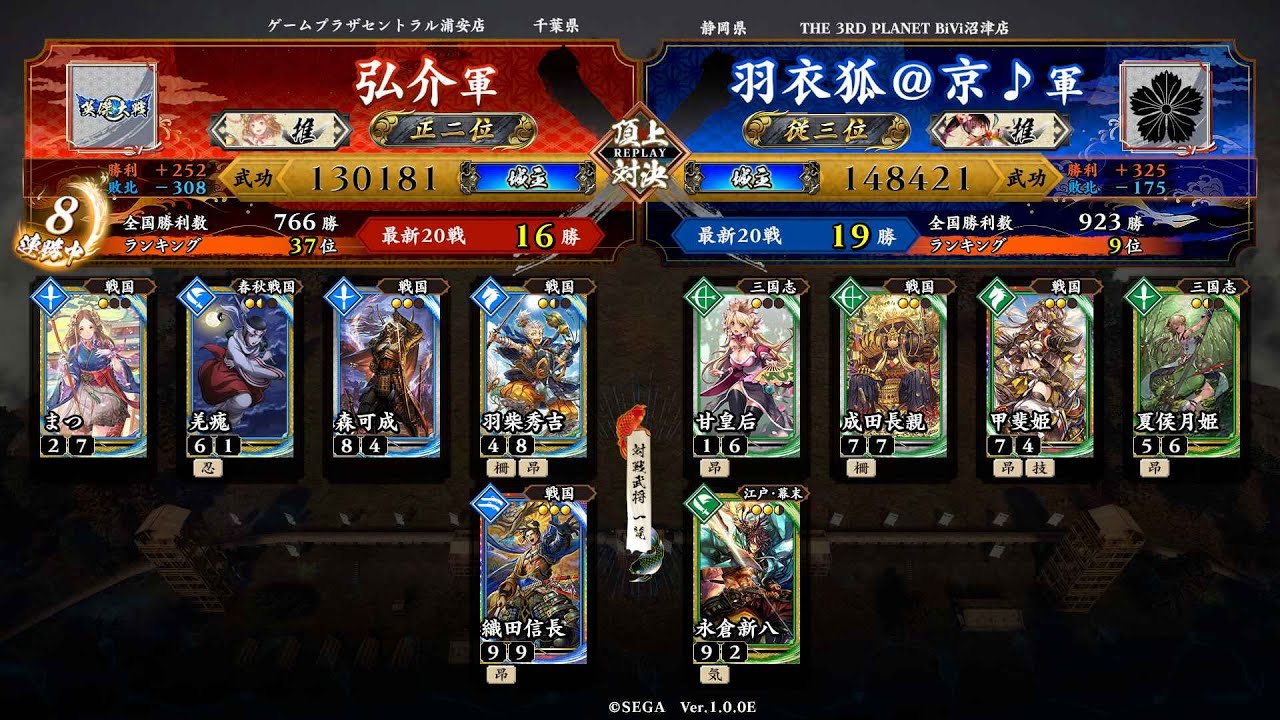 ゲームプラザセントラル浦安店 千葉県
静岡県 THE 3RD PLANET BiVi沼津店
英傑大戦
弘介軍
羽衣狐@京♪軍
推 正二位
従三位 推
頂上
REPLAY
対決
勝利 +252
敗北 -308
武功 130181 城主
城主 148421 武功
勝利 +325
敗北 -175
8連勝中
全国勝利数 766勝
ランキング 37位
最新20戦 16勝
最新20戦 19勝
全国勝利数 923勝
ランキング 9位
戦国
まつ
2 7
春秋戦国
羌瘣
6 1
忍
戦国
森可成
8 4
戦国
羽柴秀吉
4 8
柵 昂
三国志
甘皇后
1 6
昂
戦国
成田長親
7 7
柵
戦国
甲斐姫
7 4
昂 技
三国志
夏侯月姫
5 6
昂
対戦武将一覧
戦国
織田信長
9 9
昂
江戸・幕末
永倉新八
9 2
気
©SEGA Ver.1.0.0E